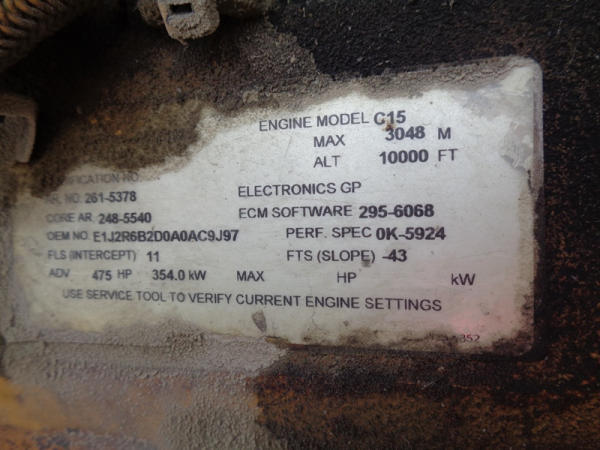 ENGINE MODEL C15
MAX 3048 M
ALT 10000 FT
NO.
AR. NO. 261-5378 ELECTRONICS GP
CORE AR. 248-5540 ECM SOFTWARE 295-6068
OEM NO. E1J2R6B2D0A0AC9J97 PERF. SPEC 0K-5924
FLS (INTERCEPT) 11 FTS (SLOPE) -43
ADV 475 HP 354.0 kW MAX HP kW
USE SERVICE TOOL TO VERIFY CURRENT ENGINE SETTINGS